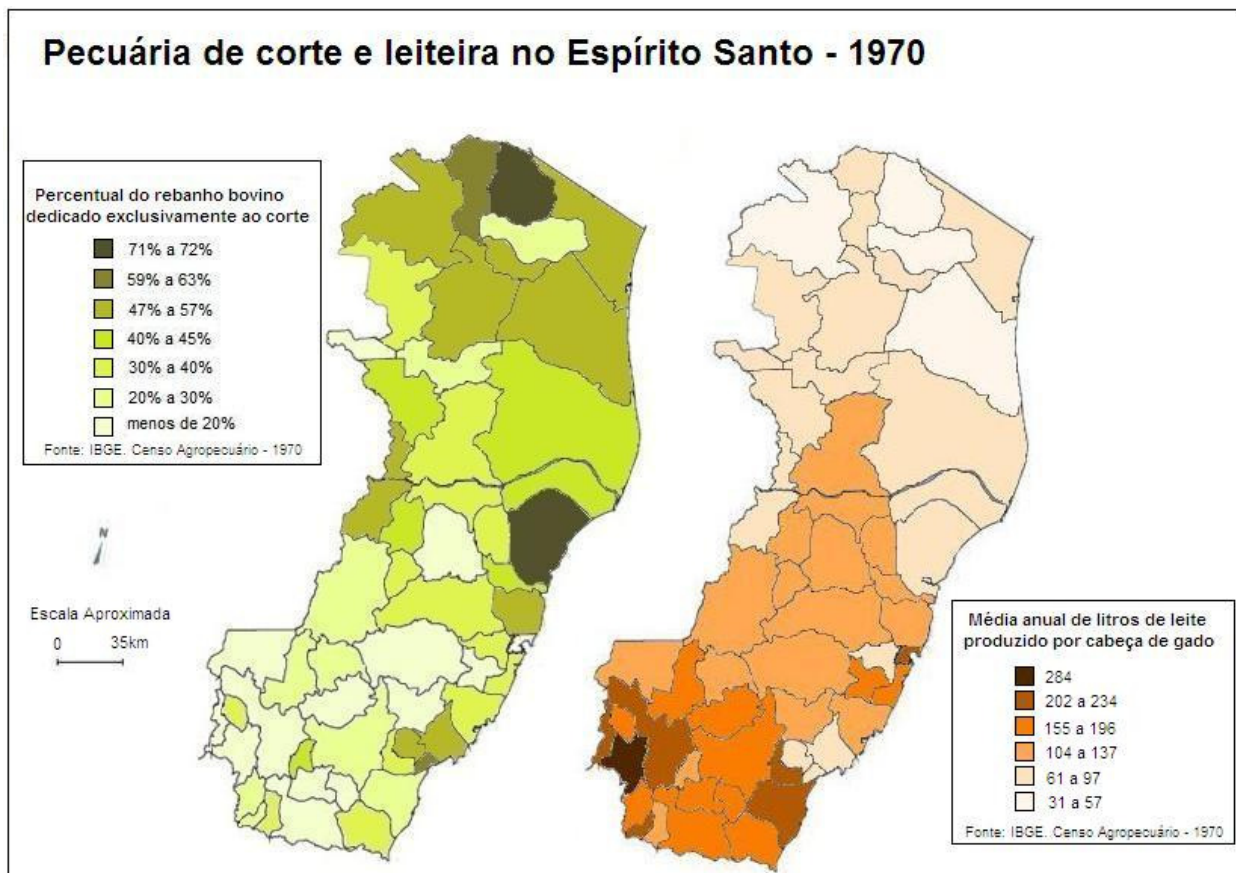 Pecuária de corte e leiteira no Espírito Santo - 1970
Percentual do rebanho bovino
dedicado exclusivamente ao corte
71% a 72%
59% a 63%
47% a 57%
40% a 45%
30% a 40%
20% a 30%
menos de 20%
Fonte: IBGE. Censo Agropecuário - 1970
N
Escala Aproximada
0 35km
Média anual de litros de leite
produzido por cabeça de gado
284
202 a 234
155 a 196
104 a 137
61 a 97
31 a 57
Fonte: IBGE. Censo Agropecuário - 1970